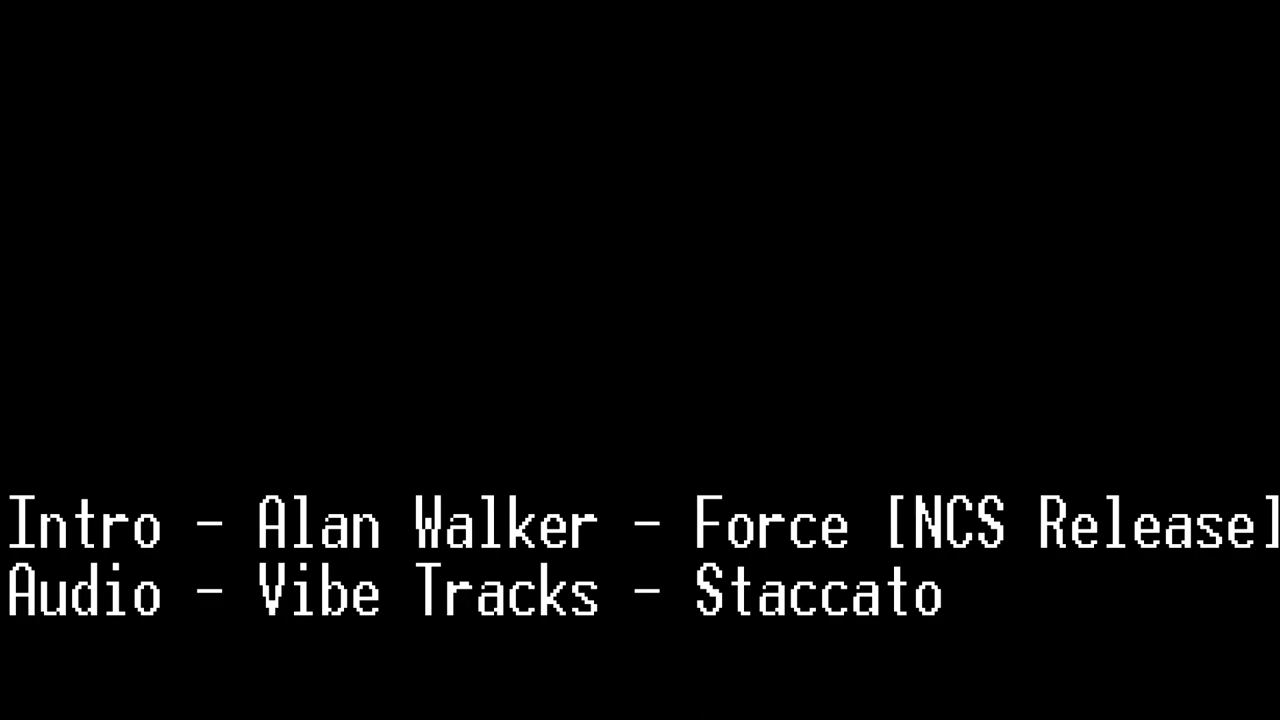 Intro - Alan Walker - Force [NCS Release]
Audio - Vibe Tracks - Staccato